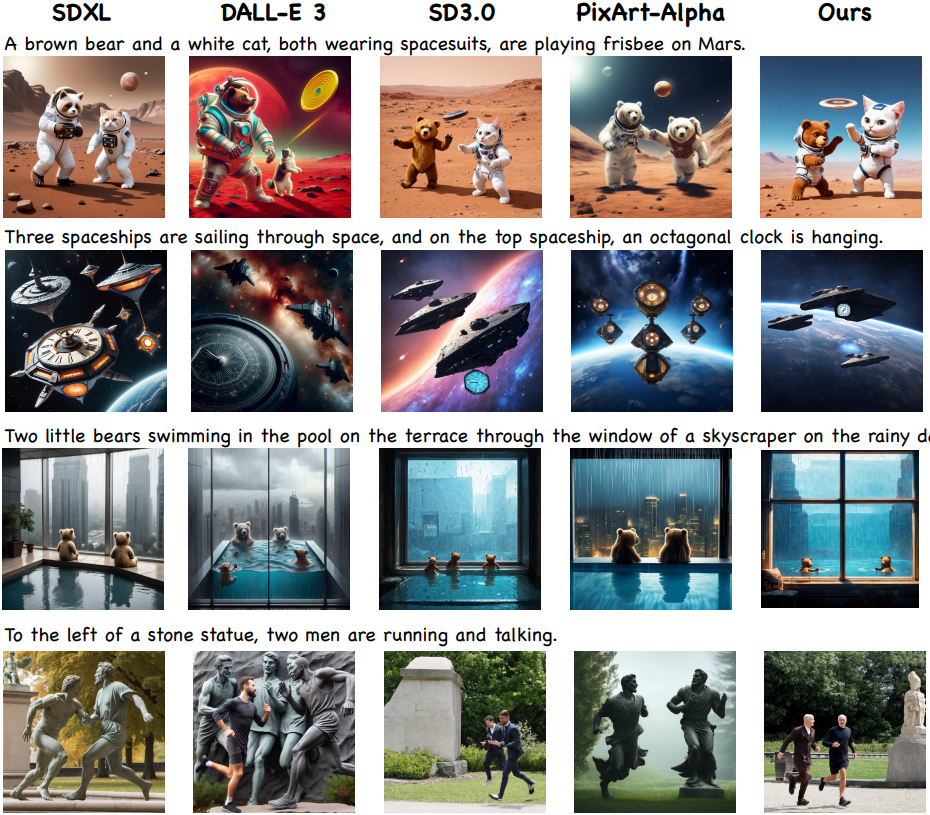 SDXL DALL-E 3 SD3.0 PixArt-Alpha Ours
A brown bear and a white cat, both wearing spacesuits, are playing frisbee on Mars.
Three spaceships are sailing through space, and on the top spaceship, an octagonal clock is hanging.
Two little bears swimming in the pool on the terrace through the window of a skyscraper on the rainy
To the left of a stone statue, two men are running and talking.